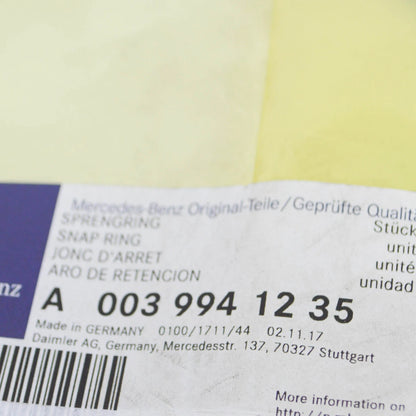 Mercedes-Benz Original-Teile/Geprüfte Qualitä
SPRENGRING
Stück
SNAP RING
unit
JONC D'ARRET
unité
ARO DE RETENCION
unidad
nz
A 003 994 12 35
Made in GERMANY 0100/1711/44 02.11.17
Daimler AG, Germany, Mercedesstr. 137, 70327 Stuttgart
More information on